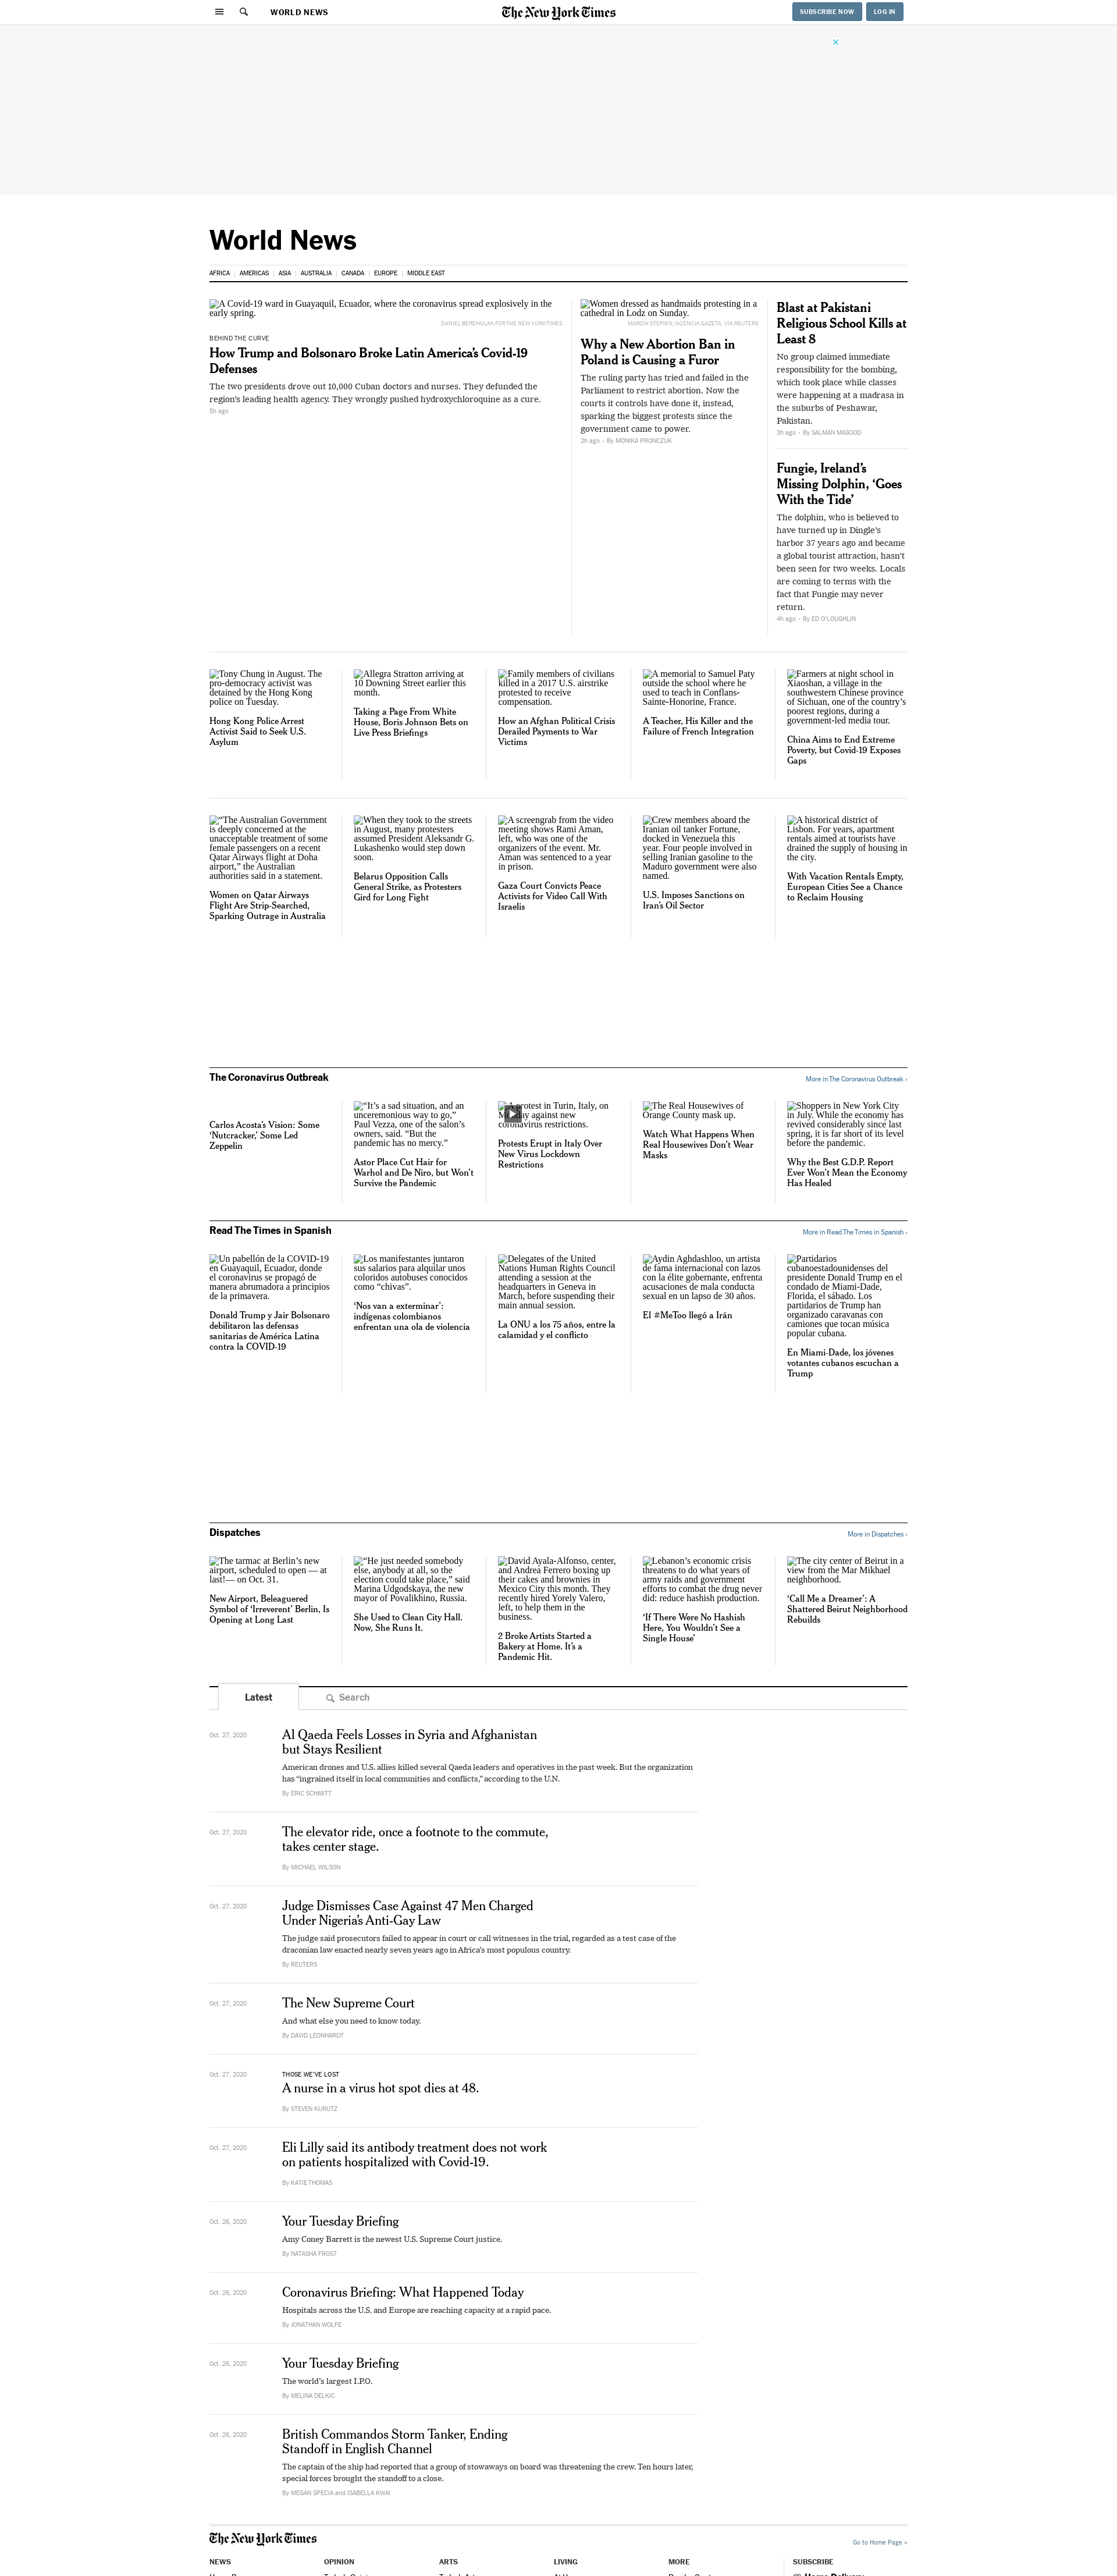 WORLD NEWS
The New York Times
SUBSCRIBE NOW
LOG IN
World News
AFRICA
AMERICAS
ASIA
AUSTRALIA
CANADA
EUROPE
MIDDLE EAST
A Covid-19 ward in Guayaquil, Ecuador, where the coronavirus spread explosively in the
early spring.
DANIEL BEREHULAK FOR THE NEW YORK TIMES
BEHIND THE CURVE
How Trump and Bolsonaro Broke Latin America’s Covid-19
Defenses
The two presidents drove out 10,000 Cuban doctors and nurses. They defunded the
region’s leading health agency. They wrongly pushed hydroxychloroquine as a cure.
5h ago
Women dressed as handmaids protesting in a
cathedral in Lodz on Sunday.
MARCIN STEPIEN/AGENCJA GAZETA, VIA REUTERS
Why a New Abortion Ban in
Poland is Causing a Furor
The ruling party has tried and failed in the
Parliament to restrict abortion. Now the
courts it controls have done it, instead,
sparking the biggest protests since the
government came to power.
2h ago · By MONIKA PRONCZUK
Blast at Pakistani
Religious School Kills at
Least 8
No group claimed immediate
responsibility for the bombing,
which took place while classes
were happening at a madrasa in
the suburbs of Peshawar,
Pakistan.
3h ago · By SALMAN MASOOD
Fungie, Ireland’s
Missing Dolphin, ‘Goes
With the Tide’
The dolphin, who is believed to
have turned up in Dingle’s
harbor 37 years ago and became
a global tourist attraction, hasn’t
been seen for two weeks. Locals
are coming to terms with the
fact that Fungie may never
return.
4h ago · By ED O’LOUGHLIN
Tony Chung in August. The
pro-democracy activist was
detained by the Hong Kong
police on Tuesday.
Hong Kong Police Arrest
Activist Said to Seek U.S.
Asylum
Allegra Stratton arriving at
10 Downing Street earlier this
month.
Taking a Page From White
House, Boris Johnson Bets on
Live Press Briefings
Family members of civilians
killed in a 2017 U.S. airstrike
protested to receive
compensation.
How an Afghan Political Crisis
Derailed Payments to War
Victims
A memorial to Samuel Paty
outside the school where he
used to teach in Conflans-
Sainte-Honorine, France.
A Teacher, His Killer and the
Failure of French Integration
Farmers at night school in
Xiaoshan, a village in the
southwestern Chinese province
of Sichuan, one of the country’s
poorest regions, during a
government-led media tour.
China Aims to End Extreme
Poverty, but Covid-19 Exposes
Gaps
“The Australian Government
is deeply concerned at the
unacceptable treatment of some
female passengers on a recent
Qatar Airways flight at Doha
airport,” the Australian
authorities said in a statement.
Women on Qatar Airways
Flight Are Strip-Searched,
Sparking Outrage in Australia
When they took to the streets
in August, many protesters
assumed President Aleksandr G.
Lukashenko would step down
soon.
Belarus Opposition Calls
General Strike, as Protesters
Gird for Long Fight
A screengrab from the video
meeting shows Rami Aman,
left, who was one of the
organizers of the event. Mr.
Aman was sentenced to a year
in prison.
Gaza Court Convicts Peace
Activists for Video Call With
Israelis
Crew members aboard the
Iranian oil tanker Fortune,
docked in Venezuela this
year. Four people involved in
selling Iranian gasoline to the
Maduro government were also
named.
U.S. Imposes Sanctions on
Iran’s Oil Sector
A historical district of
Lisbon. For years, apartment
rentals aimed at tourists have
drained the supply of housing in
the city.
With Vacation Rentals Empty,
European Cities See a Chance
to Reclaim Housing
The Coronavirus Outbreak
More in The Coronavirus Outbreak ›
Carlos Acosta’s Vision: Some
‘Nutcracker,’ Some Led
Zeppelin
“It’s a sad situation, and an
unceremonious way to go,”
Paul Vezza, one of the salon’s
owners, said. “But the
pandemic has no mercy.”
Astor Place Cut Hair for
Warhol and De Niro, but Won’t
Survive the Pandemic
A protest in Turin, Italy, on
Monday against new
coronavirus restrictions.
Protests Erupt in Italy Over
New Virus Lockdown
Restrictions
The Real Housewives of
Orange County mask up.
Watch What Happens When
Real Housewives Don’t Wear
Masks
Shoppers in New York City
in July. While the economy has
revived considerably since last
spring, it is far short of its level
before the pandemic.
Why the Best G.D.P. Report
Ever Won’t Mean the Economy
Has Healed
Read The Times in Spanish
More in Read The Times in Spanish ›
Un pabellón de la COVID-19
en Guayaquil, Ecuador, donde
el coronavirus se propagó de
manera abrumadora a principios
de la primavera.
Donald Trump y Jair Bolsonaro
debilitaron las defensas
sanitarias de América Latina
contra la COVID-19
Los manifestantes juntaron
sus salarios para alquilar unos
coloridos autobuses conocidos
como “chivas”.
‘Nos van a exterminar’:
indígenas colombianos
enfrentan una ola de violencia
Delegates of the United
Nations Human Rights Council
attending a session at the
headquarters in Geneva in
March, before suspending their
main annual session.
La ONU a los 75 años, entre la
calamidad y el conflicto
Aydin Aghdashloo, un artista
de fama internacional con lazos
con la élite gobernante, enfrenta
acusaciones de mala conducta
sexual en un lapso de 30 años.
El #MeToo llegó a Irán
Partidarios
cubanoestadounidenses del
presidente Donald Trump en el
condado de Miami-Dade,
Florida, el sábado. Los
partidarios de Trump han
organizado caravanas con
camiones que tocan música
popular cubana.
En Miami-Dade, los jóvenes
votantes cubanos escuchan a
Trump
Dispatches
More in Dispatches ›
The tarmac at Berlin’s new
airport, scheduled to open — at
last!— on Oct. 31.
New Airport, Beleaguered
Symbol of ‘Irreverent’ Berlin, Is
Opening at Long Last
“He just needed somebody
else, anybody at all, so the
election could take place,” said
Marina Udgodskaya, the new
mayor of Povalikhino, Russia.
She Used to Clean City Hall.
Now, She Runs It.
David Ayala-Alfonso, center,
and Andrea Ferrero boxing up
their cakes and brownies in
Mexico City this month. They
recently hired Yorely Valero,
left, to help them in the
business.
2 Broke Artists Started a
Bakery at Home. It’s a
Pandemic Hit.
Lebanon’s economic crisis
threatens to do what years of
army raids and government
efforts to combat the drug never
did: reduce hashish production.
‘If There Were No Hashish
Here, You Wouldn’t See a
Single House’
The city center of Beirut in a
view from the Mar Mikhael
neighborhood.
‘Call Me a Dreamer’: A
Shattered Beirut Neighborhood
Rebuilds
Latest
Search
Oct. 27, 2020
Al Qaeda Feels Losses in Syria and Afghanistan
but Stays Resilient
American drones and U.S. allies killed several Qaeda leaders and operatives in the past week. But the organization
has “ingrained itself in local communities and conflicts,” according to the U.N.
By ERIC SCHMITT
Oct. 27, 2020
The elevator ride, once a footnote to the commute,
takes center stage.
By MICHAEL WILSON
Oct. 27, 2020
Judge Dismisses Case Against 47 Men Charged
Under Nigeria’s Anti-Gay Law
The judge said prosecutors failed to appear in court or call witnesses in the trial, regarded as a test case of the
draconian law enacted nearly seven years ago in Africa’s most populous country.
By REUTERS
Oct. 27, 2020
The New Supreme Court
And what else you need to know today.
By DAVID LEONHARDT
Oct. 27, 2020
THOSE WE’VE LOST
A nurse in a virus hot spot dies at 48.
By STEVEN KURUTZ
Oct. 27, 2020
Eli Lilly said its antibody treatment does not work
on patients hospitalized with Covid-19.
By KATIE THOMAS
Oct. 26, 2020
Your Tuesday Briefing
Amy Coney Barrett is the newest U.S. Supreme Court justice.
By NATASHA FROST
Oct. 26, 2020
Coronavirus Briefing: What Happened Today
Hospitals across the U.S. and Europe are reaching capacity at a rapid pace.
By JONATHAN WOLFE
Oct. 26, 2020
Your Tuesday Briefing
The world’s largest I.P.O.
By MELINA DELKIC
Oct. 26, 2020
British Commandos Storm Tanker, Ending
Standoff in English Channel
The captain of the ship had reported that a group of stowaways on board was threatening the crew. Ten hours later,
special forces brought the standoff to a close.
By MEGAN SPECIA and ISABELLA KWAI
The New York Times
Go to Home Page »
NEWS
OPINION
ARTS
LIVING
MORE
SUBSCRIBE